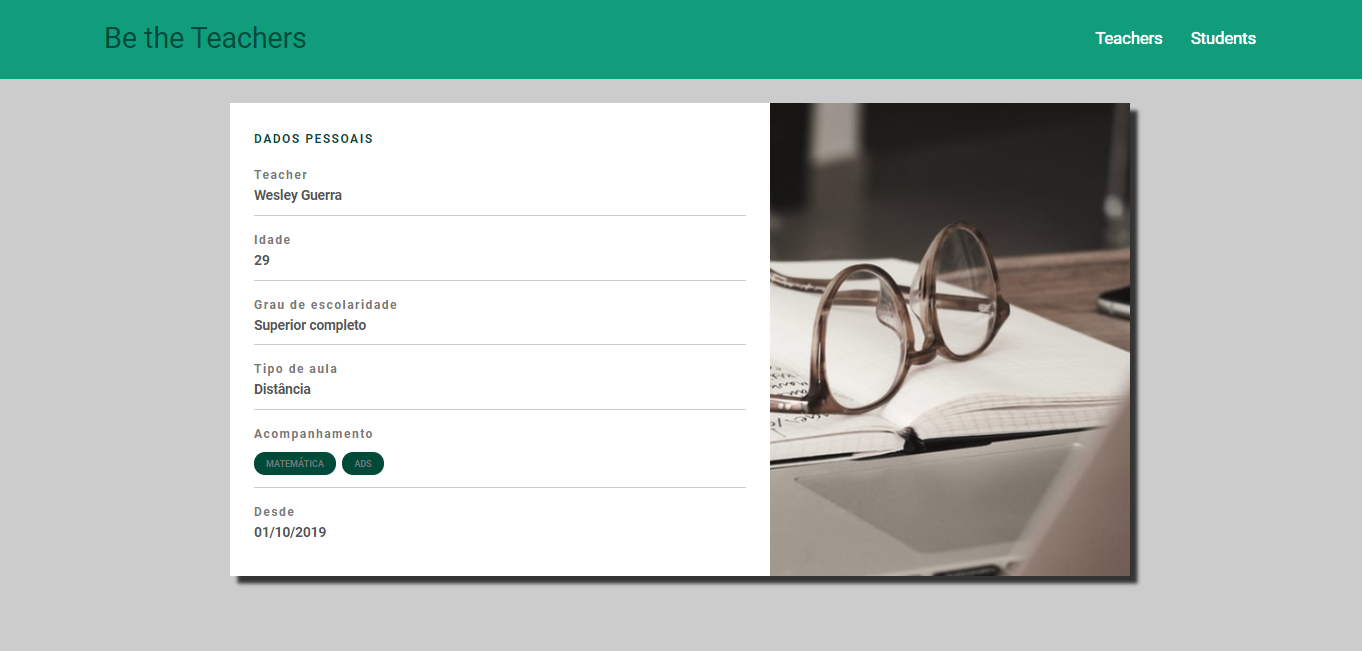 Be the Teachers
Teachers Students
DADOS PESSOAIS
Teacher
Wesley Guerra
Idade
29
Grau de escolaridade
Superior completo
Tipo de aula
Distância
Acompanhamento
MATEMÁTICA ADS
Desde
01/10/2019